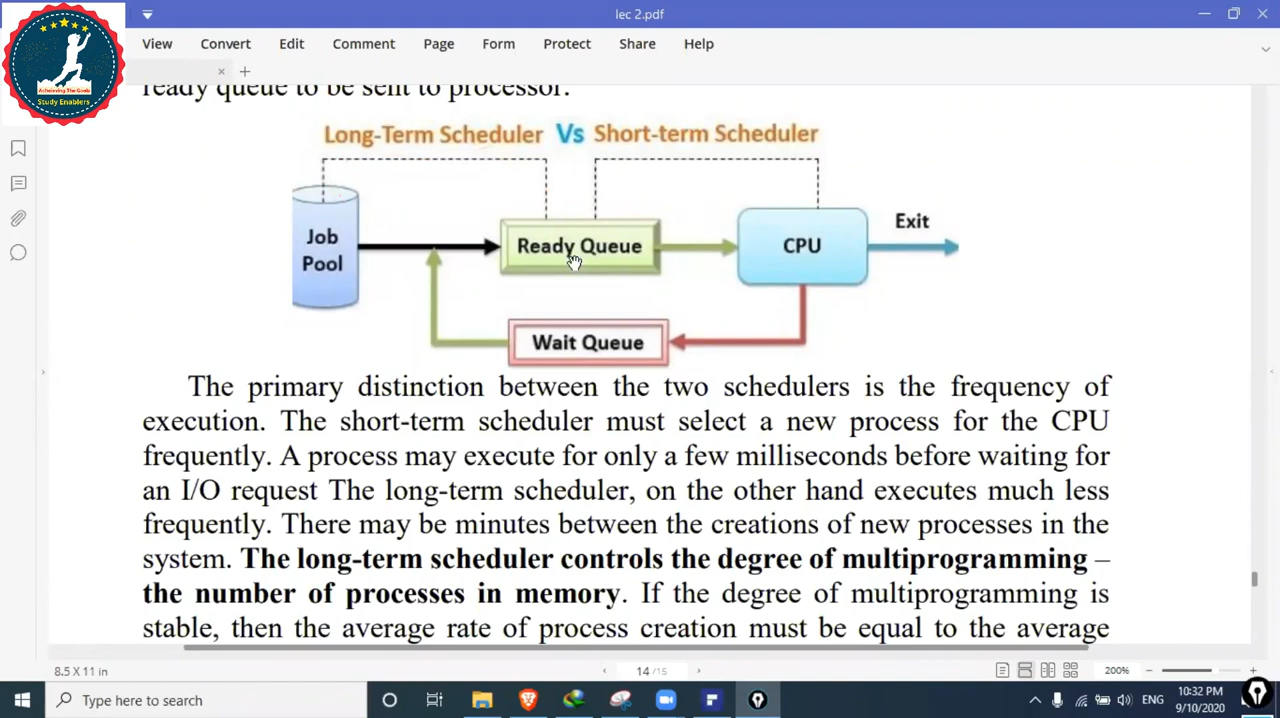 lec 2.pdf
View Convert Edit Comment Page Form Protect Share Help
Acheinving The Goals
Study Enablers
ready queue to be sent to processor.
Long-Term Scheduler Vs Short-term Scheduler
Job Pool
Ready Queue
CPU
Exit
Wait Queue
The primary distinction between the two schedulers is the frequency of
execution. The short-term scheduler must select a new process for the CPU
frequently. A process may execute for only a few milliseconds before waiting for
an I/O request The long-term scheduler, on the other hand executes much less
frequently. There may be minutes between the creations of new processes in the
system. The long-term scheduler controls the degree of multiprogramming –
the number of processes in memory. If the degree of multiprogramming is
stable, then the average rate of process creation must be equal to the average
8.5 X 11 in
14 /15
200%
Type here to search
ENG
10:32 PM
9/10/2020